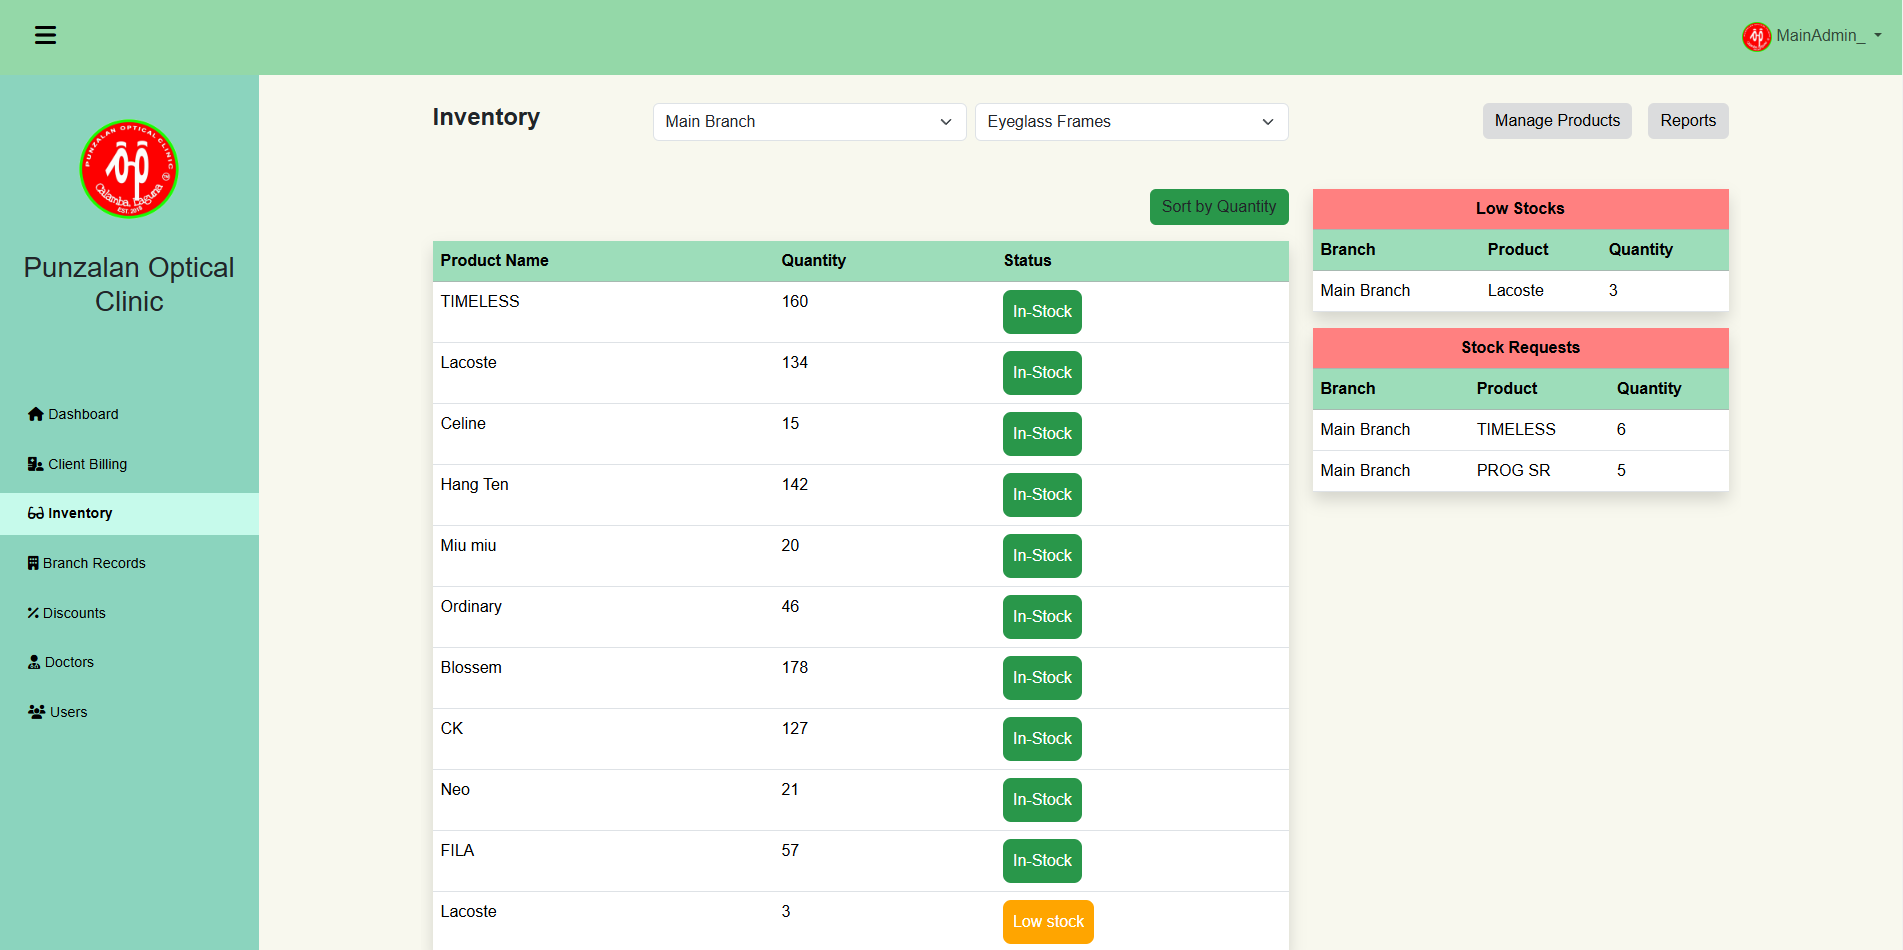 MainAdmin_
PUNZALAN OPTICAL CLINIC
Calamba, Laguna
EST. 2015
Punzalan Optical
Clinic
Dashboard
Client Billing
Inventory
Branch Records
Discounts
Doctors
Users
Inventory
Main Branch
Eyeglass Frames
Manage Products
Reports
Sort by Quantity
Product Name Quantity Status
TIMELESS 160 In-Stock
Lacoste 134 In-Stock
Celine 15 In-Stock
Hang Ten 142 In-Stock
Miu miu 20 In-Stock
Ordinary 46 In-Stock
Blossem 178 In-Stock
CK 127 In-Stock
Neo 21 In-Stock
FILA 57 In-Stock
Lacoste 3 Low stock
Low Stocks
Branch Product Quantity
Main Branch Lacoste 3
Stock Requests
Branch Product Quantity
Main Branch TIMELESS 6
Main Branch PROG SR 5